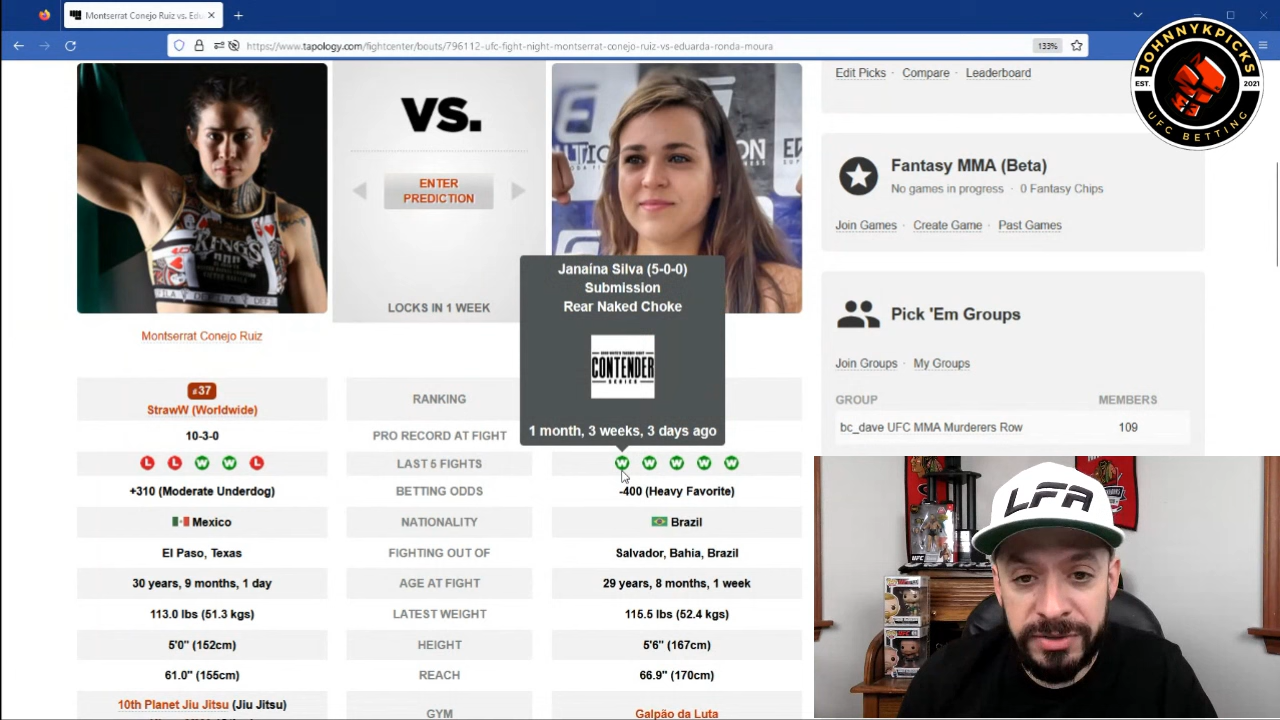 Montserrat Conejo Ruiz vs. Edu
https://www.tapology.com/fightcenter/bouts/796112-ufc-fight-night-montserrat-conejo-ruiz-vs-eduarda-ronda-moura
133%
JOHNNYKPICKS
EST. 2021
UFC BETTING
VS.
ENTER
PREDICTION
LOCKS IN 1 WEEK
KINGS
Montserrat Conejo Ruiz
Janaína Silva (5-0-0)
Submission
Rear Naked Choke
CONTENDER
SERIES
1 month, 3 weeks, 3 days ago
#37
StrawW (Worldwide)
RANKING
10-3-0
PRO RECORD AT FIGHT
L L W W L
LAST 5 FIGHTS
W W W W W
+310 (Moderate Underdog)
BETTING ODDS
-400 (Heavy Favorite)
Mexico
NATIONALITY
Brazil
El Paso, Texas
FIGHTING OUT OF
Salvador, Bahia, Brazil
30 years, 9 months, 1 day
AGE AT FIGHT
29 years, 8 months, 1 week
113.0 lbs (51.3 kgs)
LATEST WEIGHT
115.5 lbs (52.4 kgs)
5'0" (152cm)
HEIGHT
5'6" (167cm)
61.0" (155cm)
REACH
66.9" (170cm)
10th Planet Jiu Jitsu (Jiu Jitsu)
GYM
Galpão da Luta
Edit Picks · Compare · Leaderboard
Fantasy MMA (Beta)
No games in progress · 0 Fantasy Chips
Join Games · Create Game · Past Games
Pick 'Em Groups
Join Groups · My Groups
GROUP MEMBERS
bc_dave UFC MMA Murderers Row 109
LFA
UFC